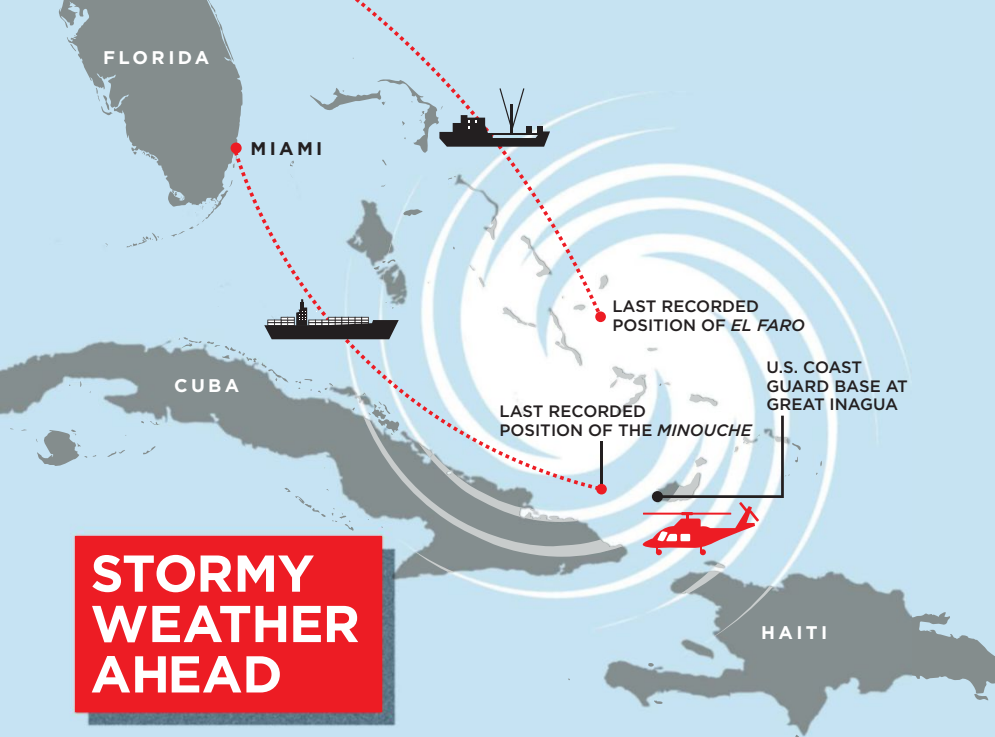 FLORIDA
MIAMI
LAST RECORDED
POSITION OF EL FARO
U.S. COAST
GUARD BASE AT
GREAT INAGUA
CUBA
LAST RECORDED
POSITION OF THE MINOUCHE
STORMY
WEATHER
AHEAD
HAITI